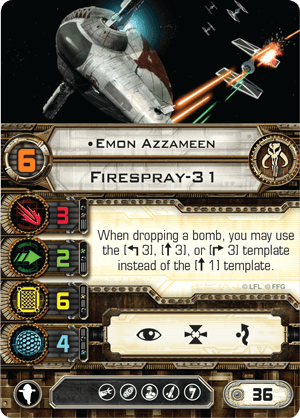 •Emon Azzameen
6
Firespray-31
3
When dropping a bomb, you may use
2
the [↰ 3], [↑ 3], or [↱ 3] template
instead of the [↑ 1] template.
6
©LFL ©FFG
4
36